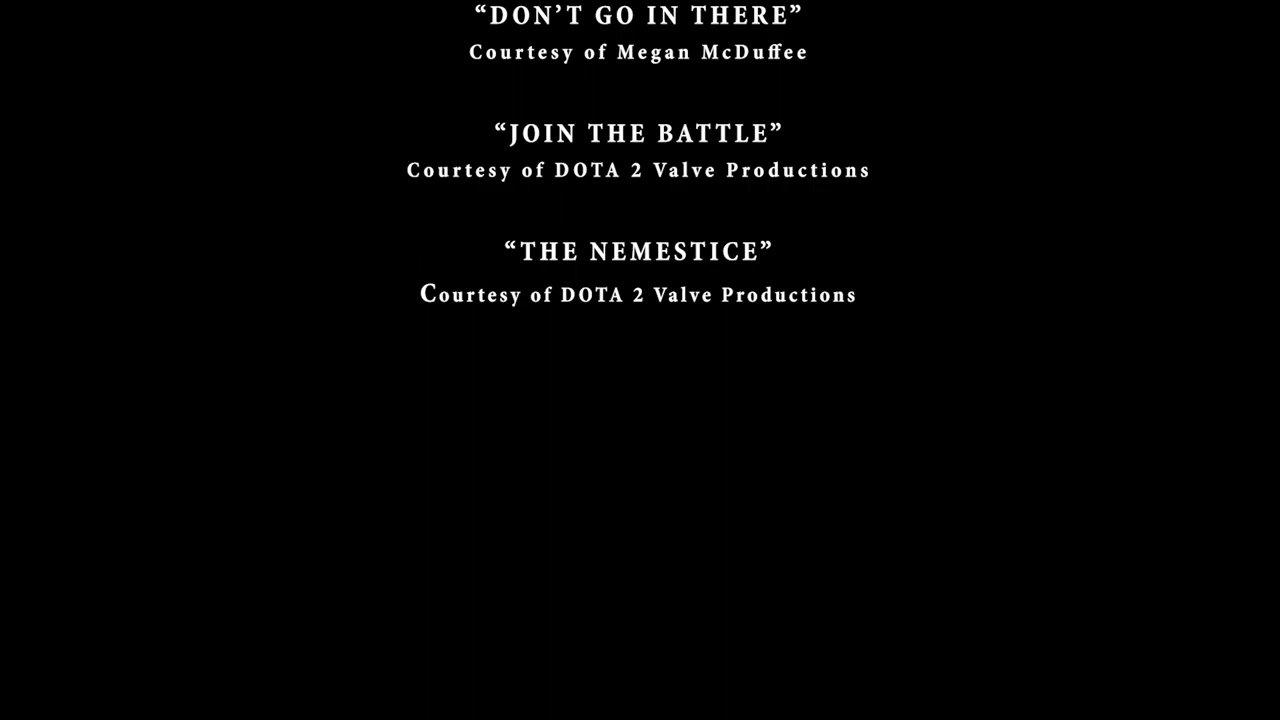 “DON’T GO IN THERE”
Courtesy of Megan McDuffee
“JOIN THE BATTLE”
Courtesy of DOTA 2 Valve Productions
“THE NEMESTICE”
Courtesy of DOTA 2 Valve Productions